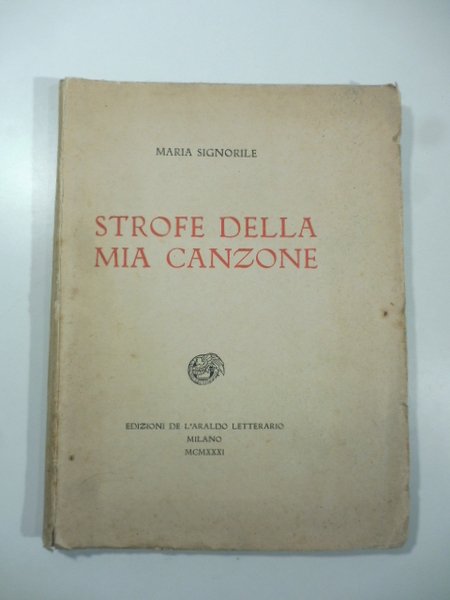 MARIA SIGNORILE
STROFE DELLA
MIA CANZONE
EDIZIONI DE L'ARALDO LETTERARIO
MILANO
MCMXXXI